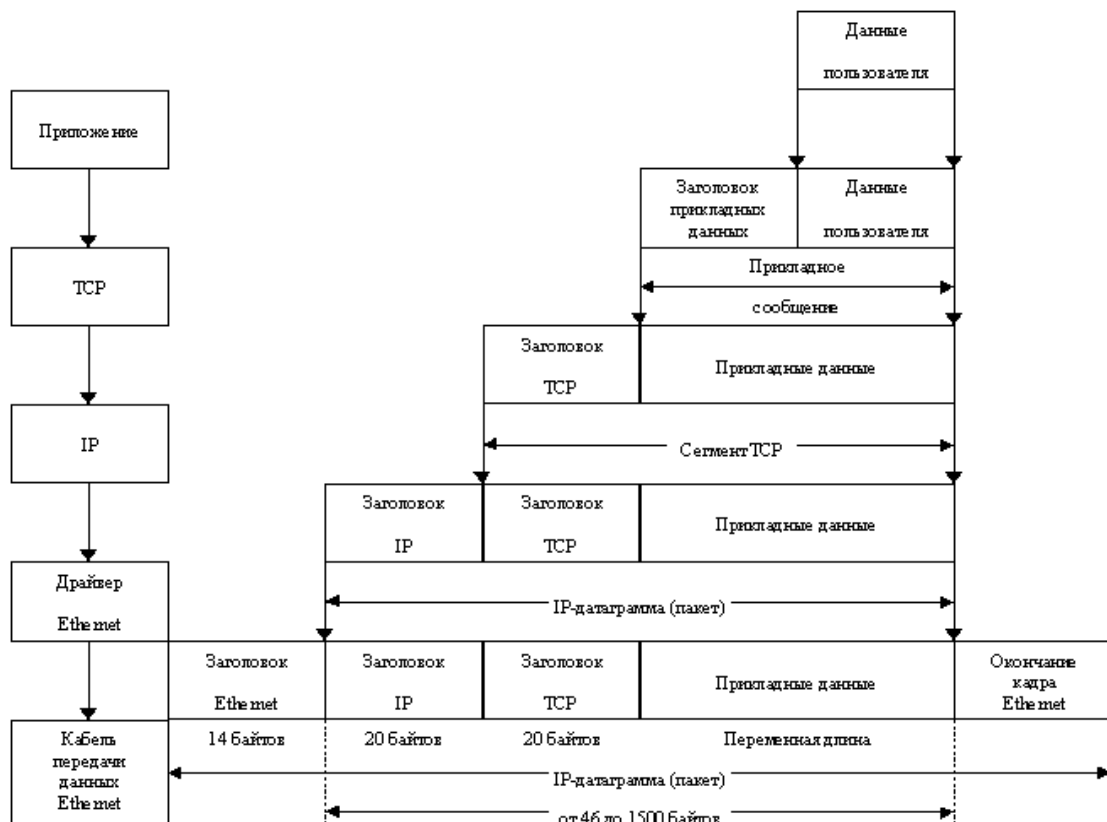 Данные
пользователя
Приложение
Заголовок
прикладных
данных
Данные
пользователя
Прикладное
сообщение
TCP
Заголовок
TCP
Прикладные данные
Сегмент TCP
IP
Заголовок
IP
Заголовок
TCP
Прикладные данные
IP-датаграмма (пакет)
Драйвер
Ethernet
Заголовок
Ethernet
Заголовок
IP
Заголовок
TCP
Прикладные данные
Окончание
кадра
Ethernet
14 байтов
20 байтов
20 байтов
Переменная длина
Кабель
передачи
данных
Ethernet
IP-датаграмма (пакет)
от 46 до 1500 байтов